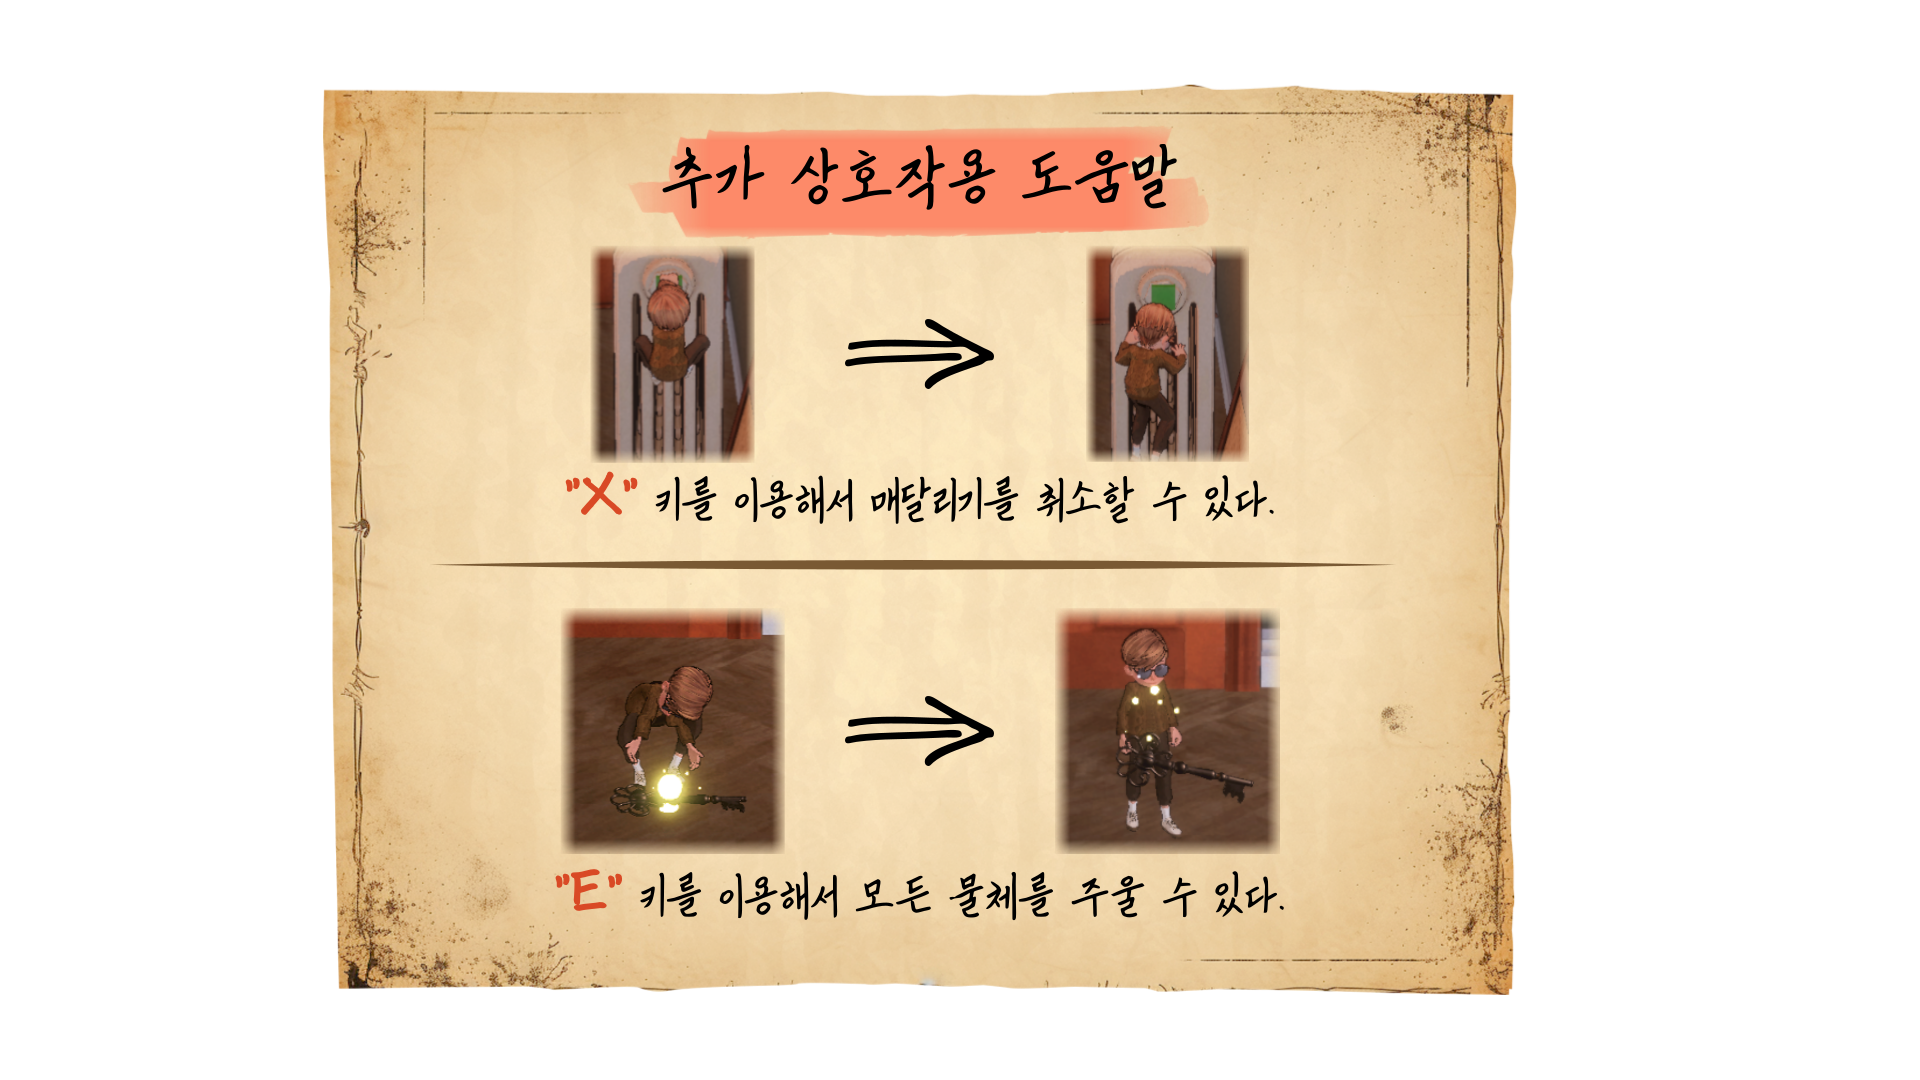 추가 상호작용 도움말
"X" 키를 이용해서 매달리기를 취소할 수 있다.
"E" 키를 이용해서 모든 물체를 주울 수 있다.